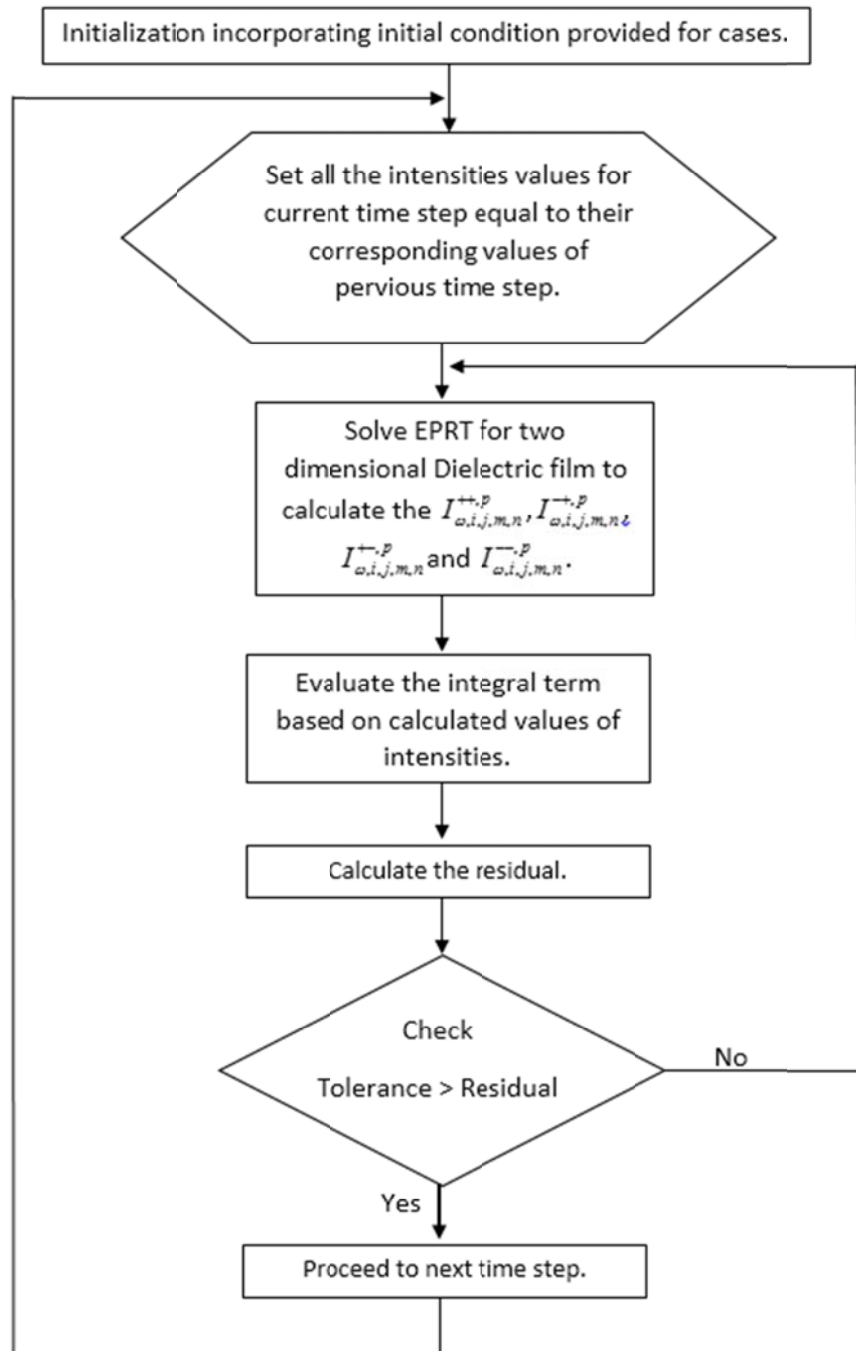 Initialization incorporating initial condition provided for cases.
Set all the intensities values for
current time step equal to their
corresponding values of
pervious time step.
Solve EPRT for two
dimensional Dielectric film to
calculate the I^{++,p}_{ω,i,j,m,n}, I^{-+,p}_{ω,i,j,m,n},
I^{+-,p}_{ω,i,j,m,n} and I^{--,p}_{ω,i,j,m,n}.
Evaluate the integral term
based on calculated values of
intensities.
Calculate the residual.
Check
Tolerance > Residual
No
Yes
Proceed to next time step.